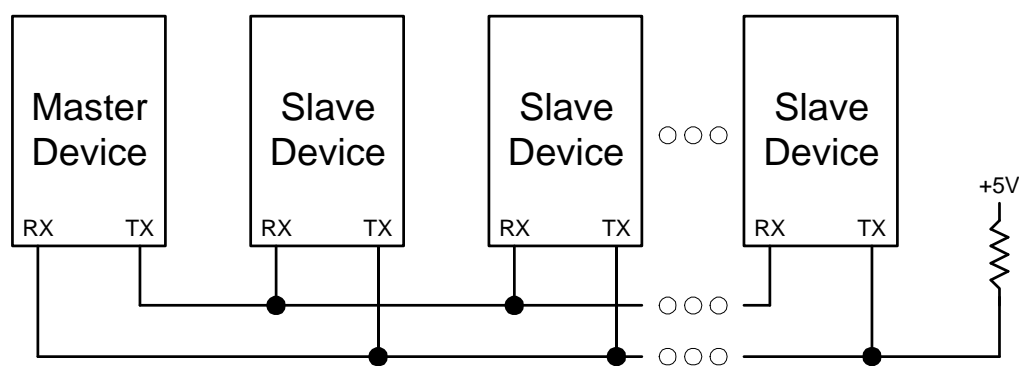 Master
Device
Slave
Device
Slave
Device
Slave
Device
+5V
RX TX
RX TX
RX TX
RX TX